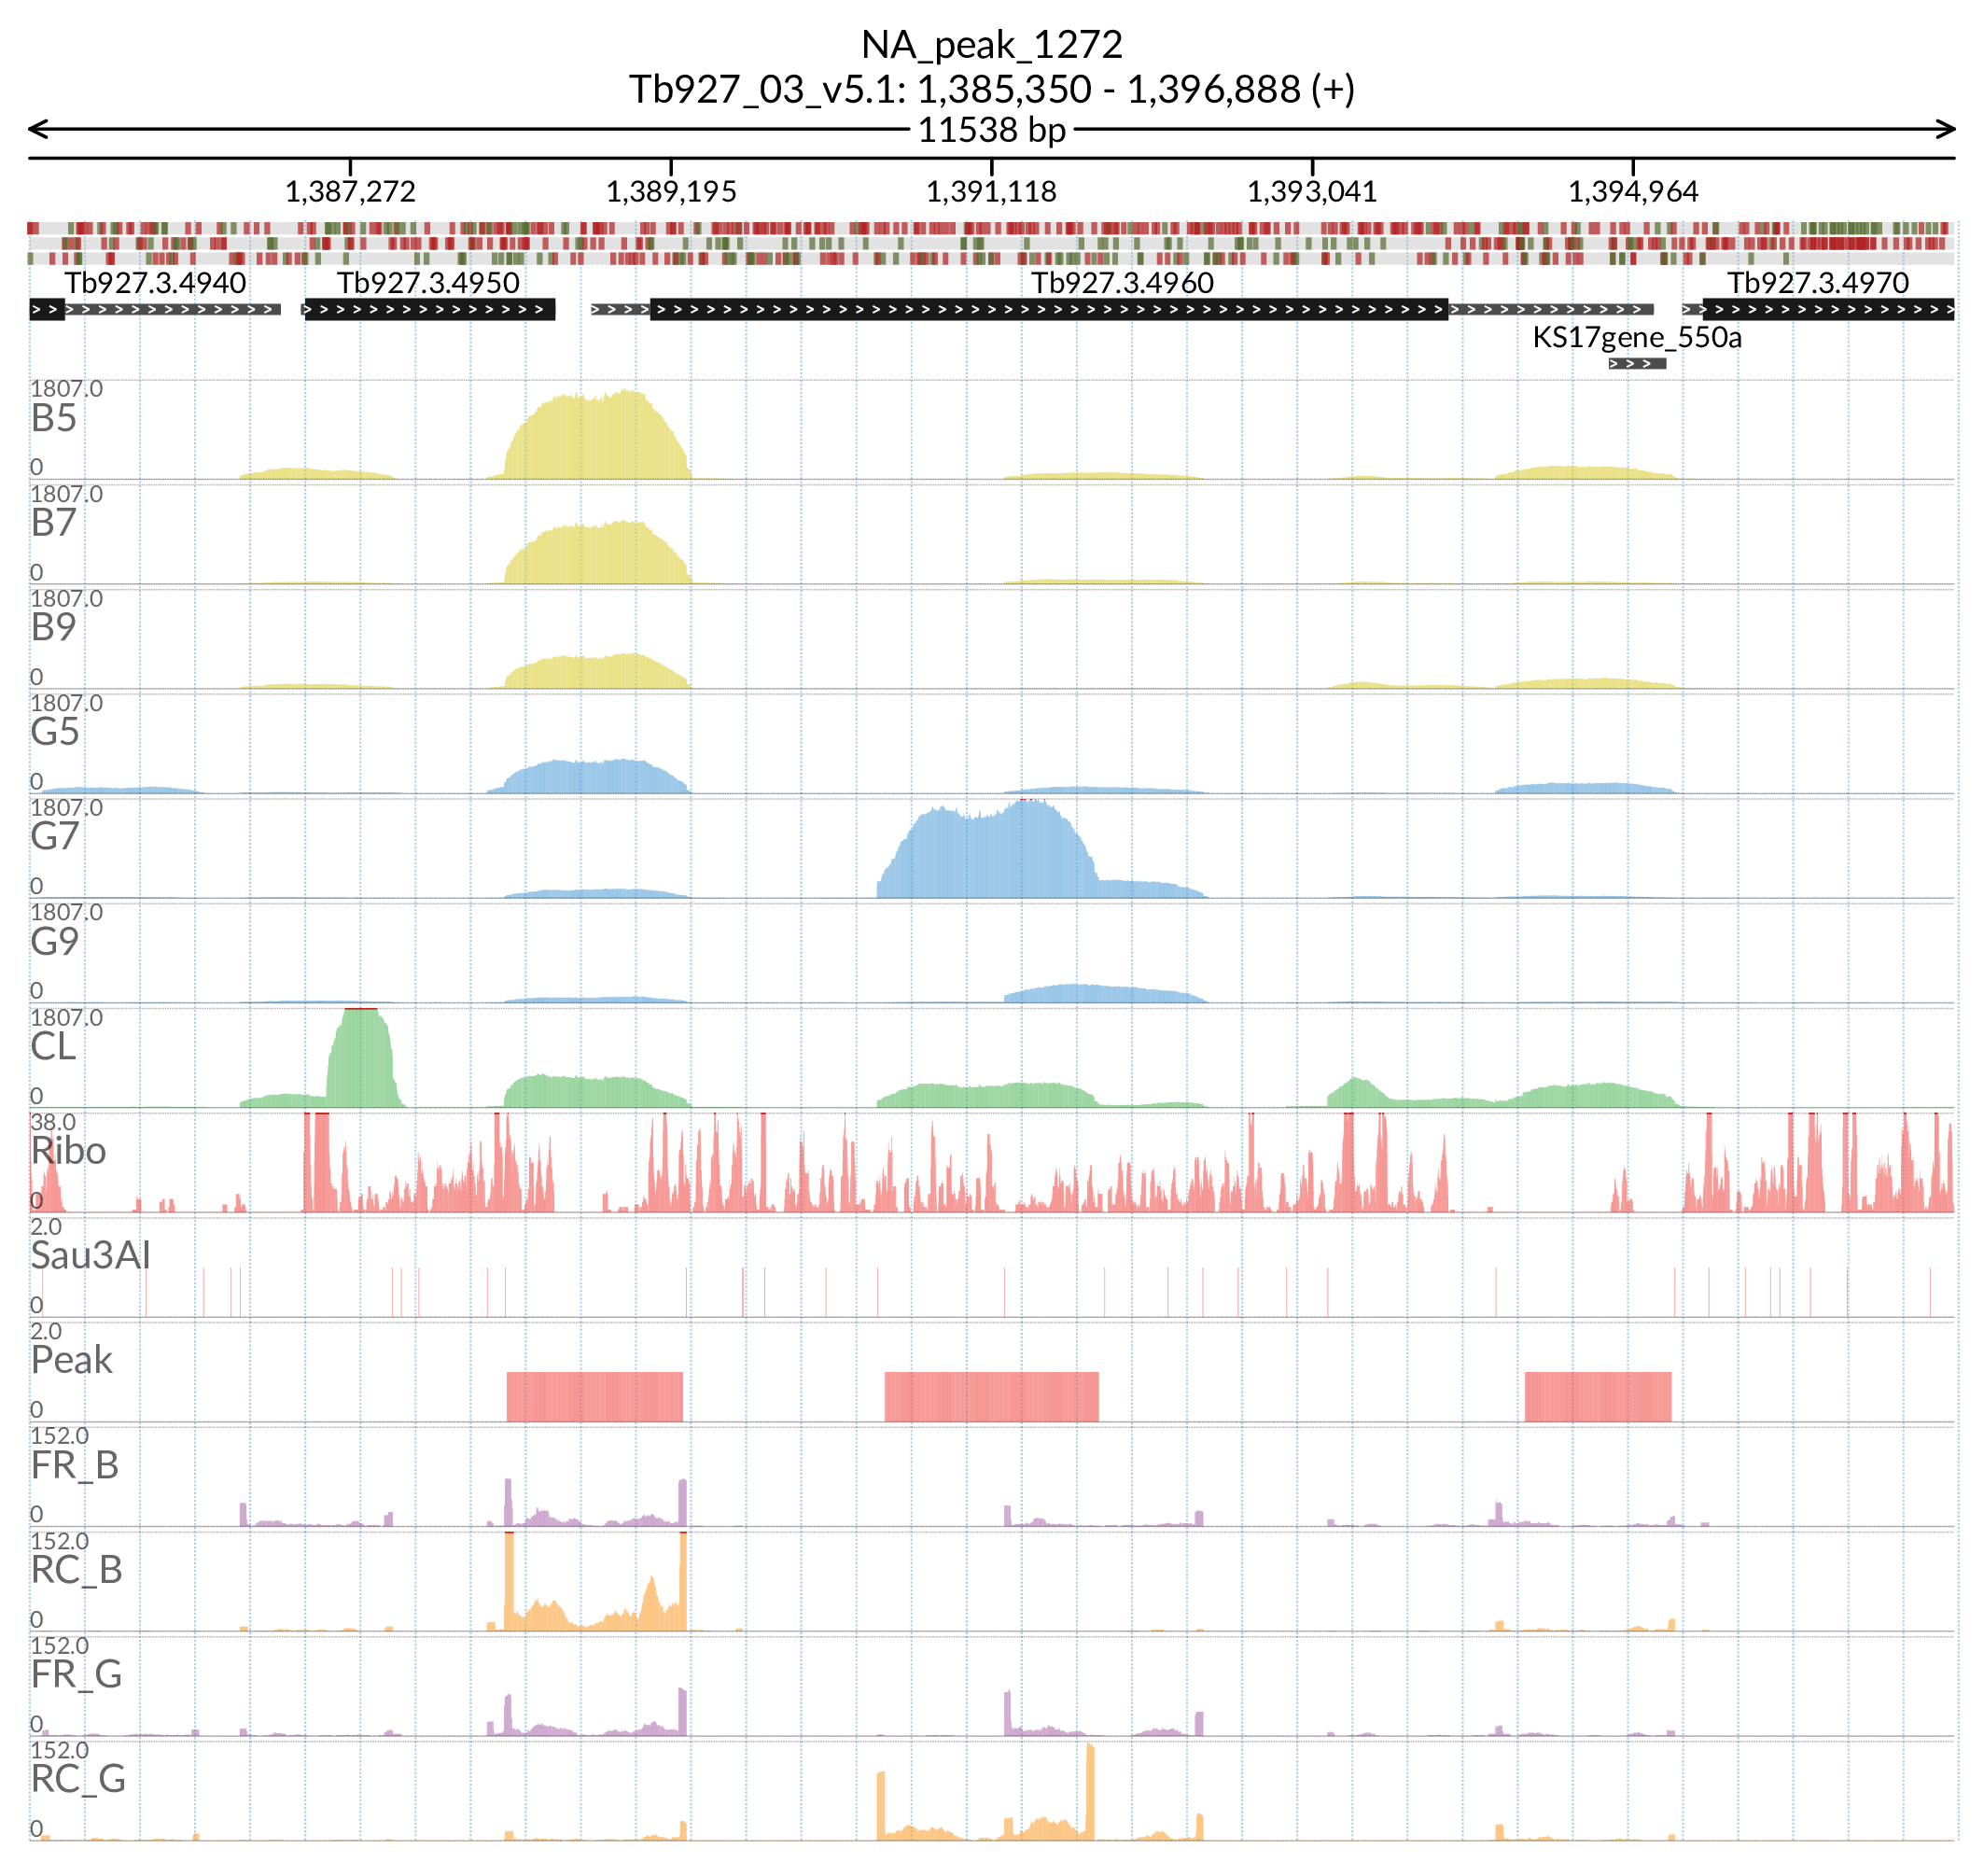 NA_peak_1272
Tb927_03_v5.1: 1,385,350 - 1,396,888 (+)
11538 bp
1,387,272 1,389,195 1,391,118 1,393,041 1,394,964
Tb927.3.4940 Tb927.3.4950 Tb927.3.4960 Tb927.3.4970
KS17gene_550a
1807.0
B5
0
1807.0
B7
0
1807.0
B9
0
1807.0
G5
0
1807.0
G7
0
1807.0
G9
0
1807.0
CL
0
38.0
Ribo
0
2.0
Sau3AI
0
2.0
Peak
0
152.0
FR_B
0
152.0
RC_B
0
152.0
FR_G
0
152.0
RC_G
0